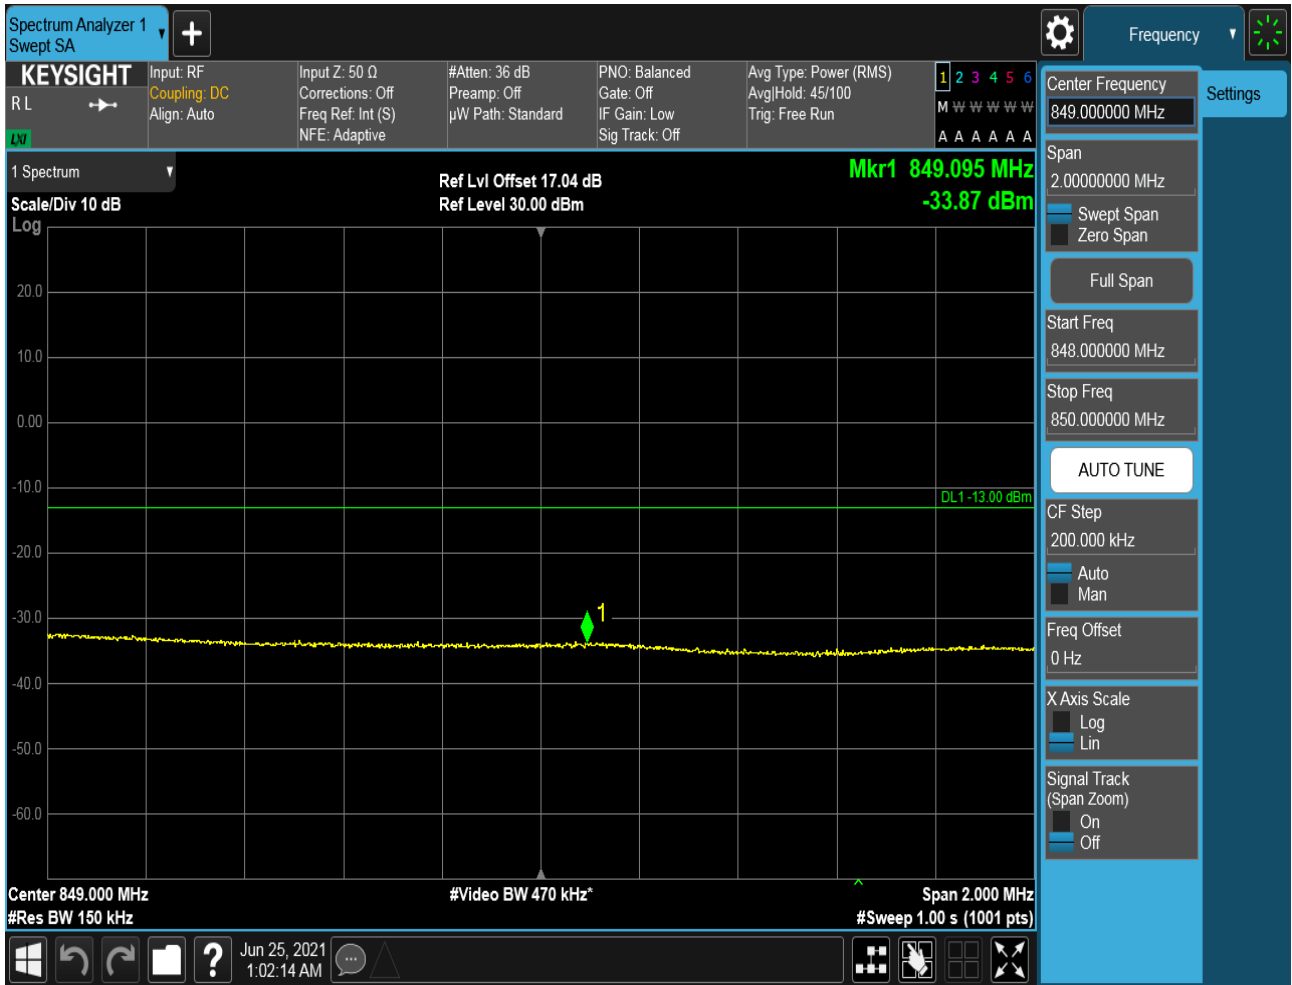 Spectrum Analyzer 1
Swept SA
Frequency
KEYSIGHT
R L
LXI
Input: RF
Coupling: DC
Align: Auto
Input Z: 50 Ω
Corrections: Off
Freq Ref: Int (S)
NFE: Adaptive
#Atten: 36 dB
Preamp: Off
µW Path: Standard
PNO: Balanced
Gate: Off
IF Gain: Low
Sig Track: Off
Avg Type: Power (RMS)
Avg|Hold: 45/100
Trig: Free Run
1 2 3 4 5 6
M W W W W W
A A A A A A
1 Spectrum
Scale/Div 10 dB
Log
Ref Lvl Offset 17.04 dB
Ref Level 30.00 dBm
Mkr1 849.095 MHz
-33.87 dBm
20.0
10.0
0.00
-10.0
DL1 -13.00 dBm
-20.0
-30.0
1
-40.0
-50.0
-60.0
Center 849.000 MHz
#Video BW 470 kHz*
Span 2.000 MHz
#Res BW 150 kHz
#Sweep 1.00 s (1001 pts)
?
Jun 25, 2021
1:02:14 AM
Center Frequency
849.000000 MHz
Settings
Span
2.00000000 MHz
Swept Span
Zero Span
Full Span
Start Freq
848.000000 MHz
Stop Freq
850.000000 MHz
AUTO TUNE
CF Step
200.000 kHz
Auto
Man
Freq Offset
0 Hz
X Axis Scale
Log
Lin
Signal Track
(Span Zoom)
On
Off